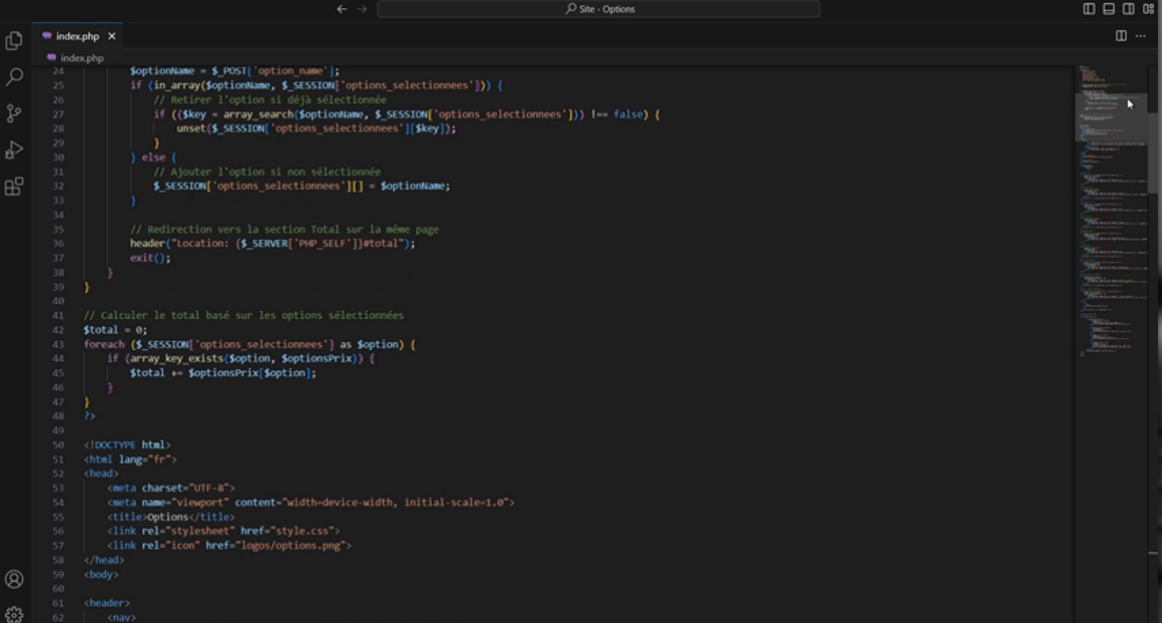 Site - Options
index.php
index.php
24 $optionName = $_POST['option_name'];
25 if (in_array($optionName, $_SESSION['options_selectionnees'])) {
26 // Retirer l'option si déjà sélectionnée
27 if (($key = array_search($optionName, $_SESSION['options_selectionnees'])) !== false) {
28 unset($_SESSION['options_selectionnees'][$key]);
29 }
30 } else {
31 // Ajouter l'option si non sélectionnée
32 $_SESSION['options_selectionnees'][] = $optionName;
33 }
34
35 // Redirection vers la section Total sur la même page
36 header("Location: {$_SERVER['PHP_SELF']}#total");
37 exit();
38 }
39 }
40
41 // Calculer le total basé sur les options sélectionnées
42 $total = 0;
43 foreach ($_SESSION['options_selectionnees'] as $option) {
44 if (array_key_exists($option, $optionsPrix)) {
45 $total += $optionsPrix[$option];
46 }
47 }
48 ?>
49
50 <!DOCTYPE html>
51 <html lang="fr">
52 <head>
53 <meta charset="UTF-8">
54 <meta name="viewport" content="width=device-width, initial-scale=1.0">
55 <title>Options</title>
56 <link rel="stylesheet" href="style.css">
57 <link rel="icon" href="logos/options.png">
58 </head>
59 <body>
60
61 <header>
62 <nav>